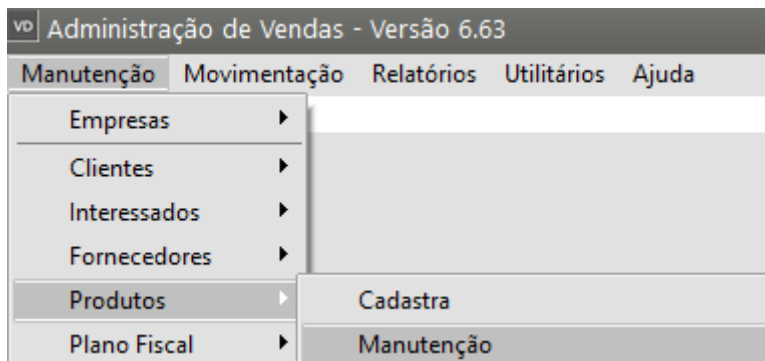 VD Administração de Vendas - Versão 6.63
Manutenção Movimentação Relatórios Utilitários Ajuda
Empresas
Clientes
Interessados
Fornecedores
Produtos Cadastra
Plano Fiscal Manutenção